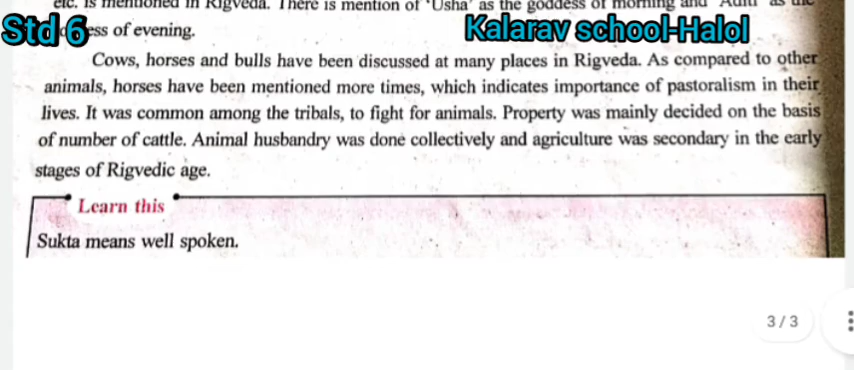 etc. is mentioned in Rigveda. There is mention of 'Usha' as the goddess of morning and 'Aditi' as the
Std 6 ess of evening. Kalarav school-Halol
Cows, horses and bulls have been discussed at many places in Rigveda. As compared to other
animals, horses have been mentioned more times, which indicates importance of pastoralism in their
lives. It was common among the tribals, to fight for animals. Property was mainly decided on the basis
of number of cattle. Animal husbandry was done collectively and agriculture was secondary in the early
stages of Rigvedic age.
Learn this
Sukta means well spoken.
3 / 3